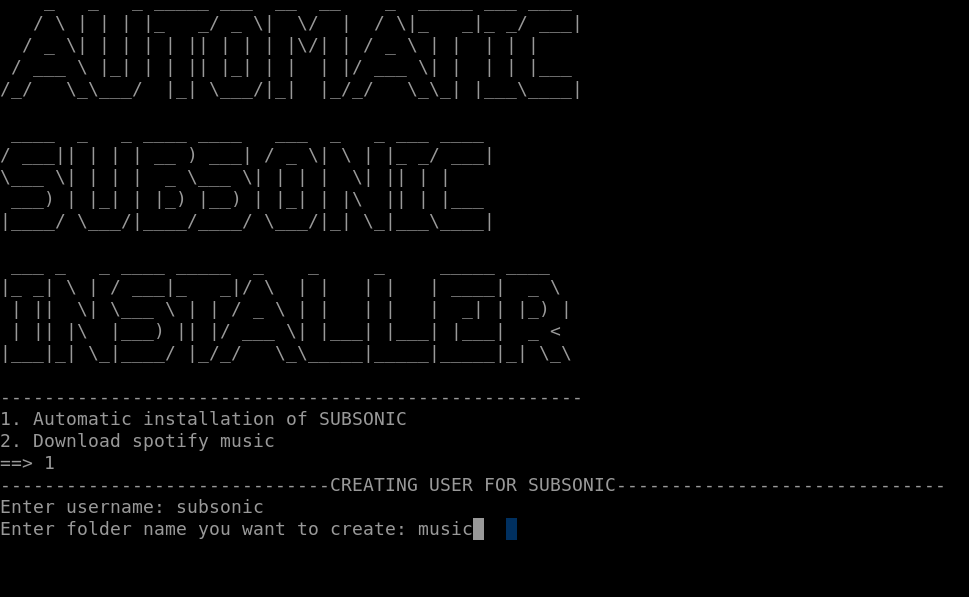 AUTOMATIC
SUBSONIC
INSTALLER
-----------------------------------------------------
1. Automatic installation of SUBSONIC
2. Download spotify music
==> 1
------------------------------CREATING USER FOR SUBSONIC------------------------------
Enter username: subsonic
Enter folder name you want to create: music